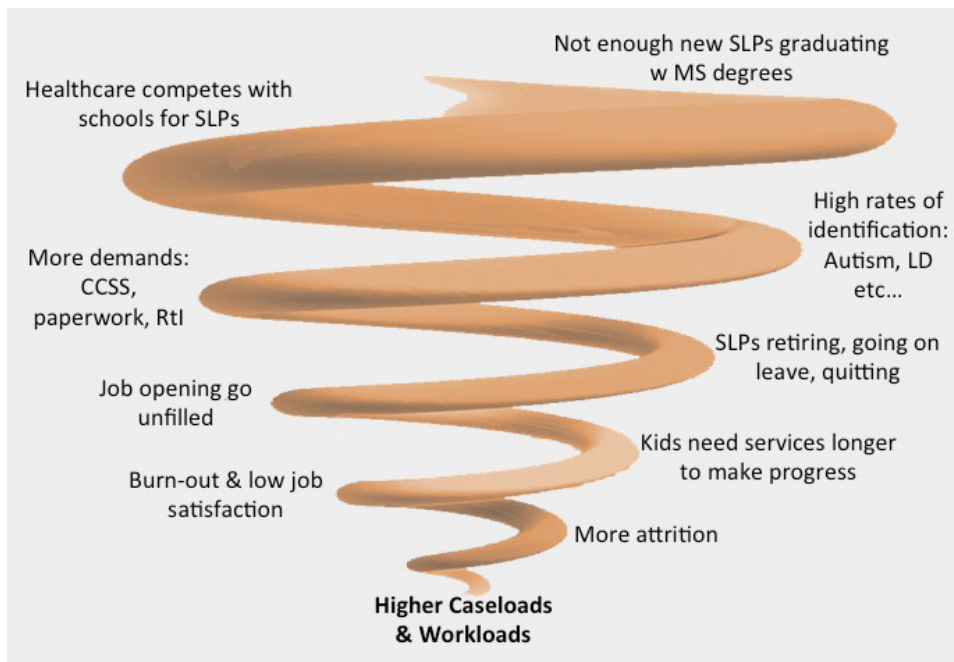 Not enough new SLPs graduating
w MS degrees
Healthcare competes with
schools for SLPs
High rates of
identification:
Autism, LD
etc…
More demands:
CCSS,
paperwork, RtI
SLPs retiring, going on
leave, quitting
Job opening go
unfilled
Kids need services longer
to make progress
Burn-out & low job
satisfaction
More attrition
Higher Caseloads
& Workloads